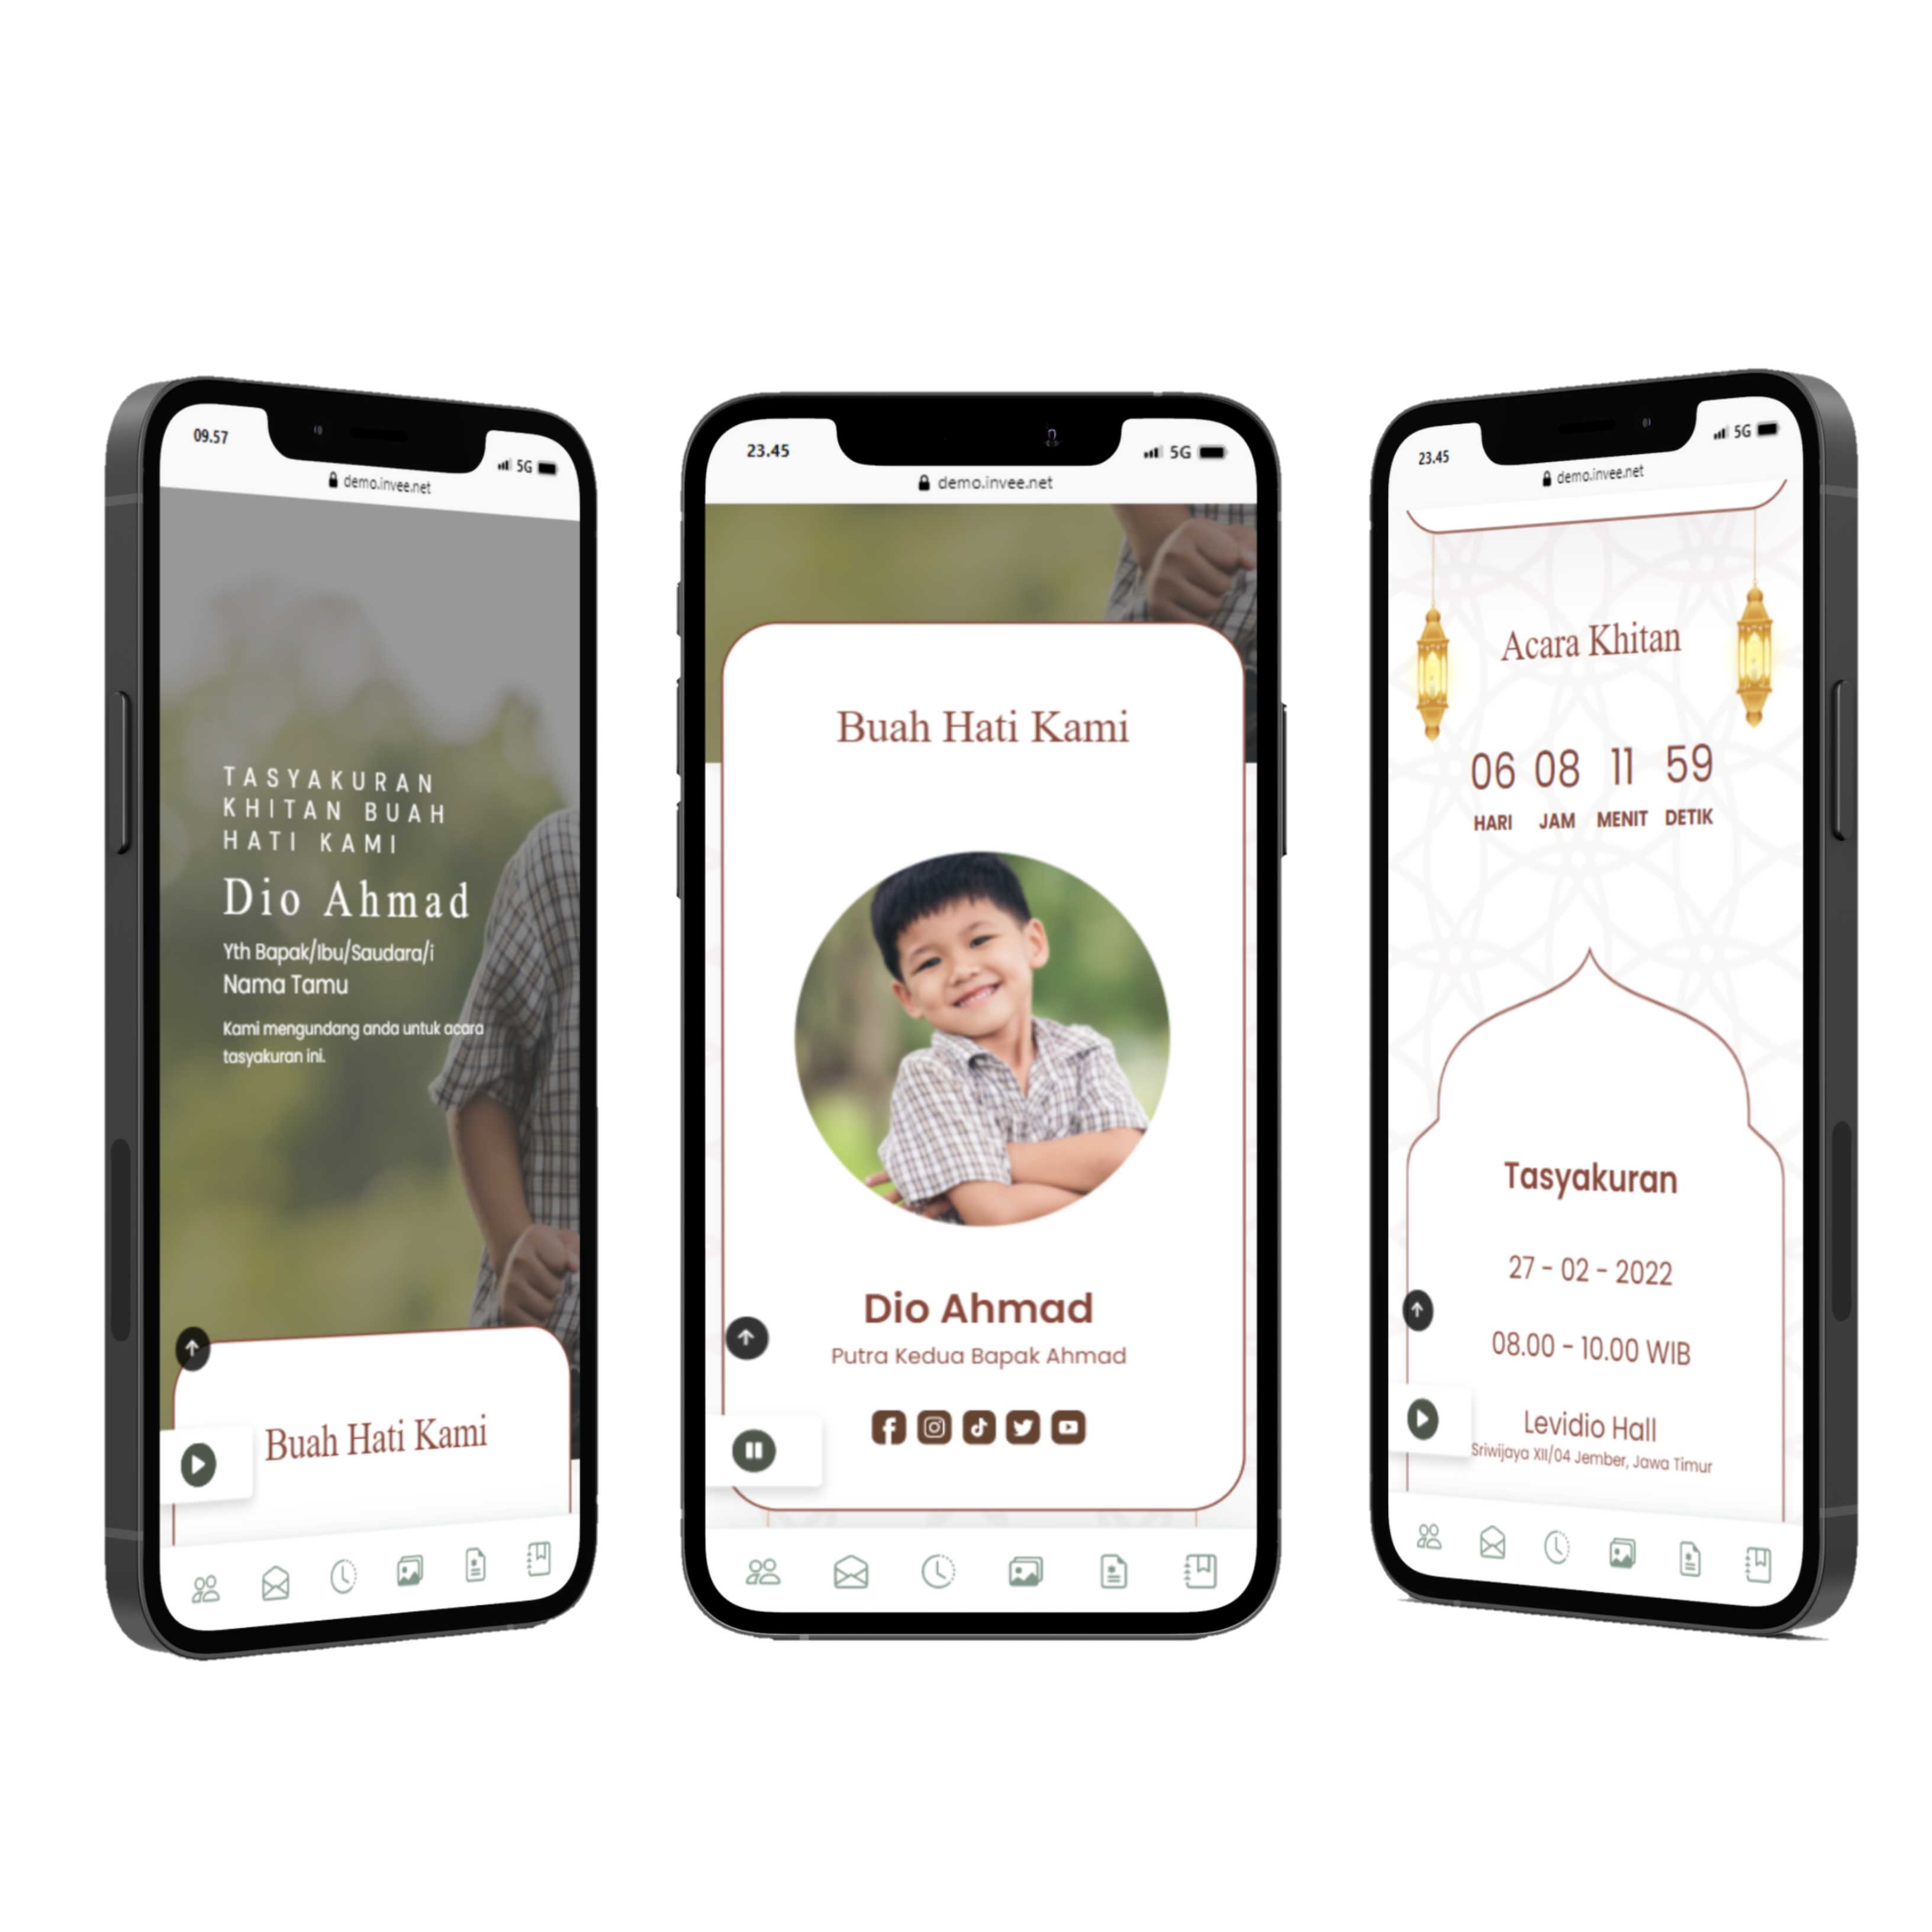 09.57
5G
demo.invee.net
TASYAKURAN
KHITAN BUAH
HATI KAMI
Dio Ahmad
Yth Bapak/Ibu/Saudara/i
Nama Tamu
Kami mengundang anda untuk acara
tasyakuran ini.
Buah Hati Kami
23.45
5G
demo.invee.net
Buah Hati Kami
Dio Ahmad
Putra Kedua Bapak Ahmad
23.45
5G
demo.invee.net
Acara Khitan
06 08 11 59
HARI JAM MENIT DETIK
Tasyakuran
27 - 02 - 2022
08.00 - 10.00 WIB
Levidio Hall
Sriwijaya XII/04 Jember, Jawa Timur